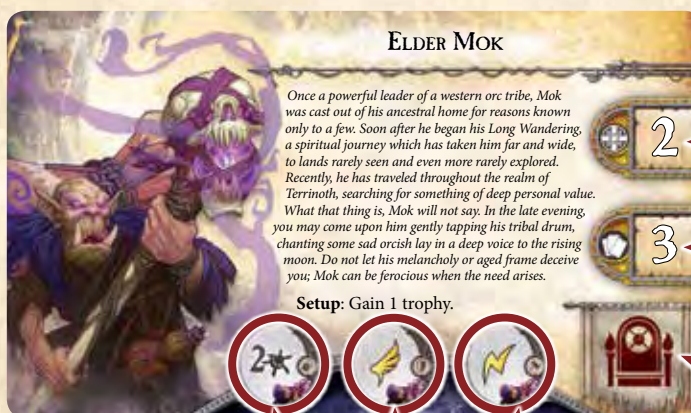 ELDER MOK
Once a powerful leader of a western orc tribe, Mok
was cast out of his ancestral home for reasons known
only to a few. Soon after he began his Long Wandering,
a spiritual journey which has taken him far and wide,
to lands rarely seen and even more rarely explored.
Recently, he has traveled throughout the realm of
Terrinoth, searching for something of deep personal value.
What that thing is, Mok will not say. In the late evening,
you may come upon him gently tapping his tribal drum,
chanting some sad orcish lay in a deep voice to the rising
moon. Do not let his melancholy or aged frame deceive
you; Mok can be ferocious when the need arises.
2
3
Setup: Gain 1 trophy.
2